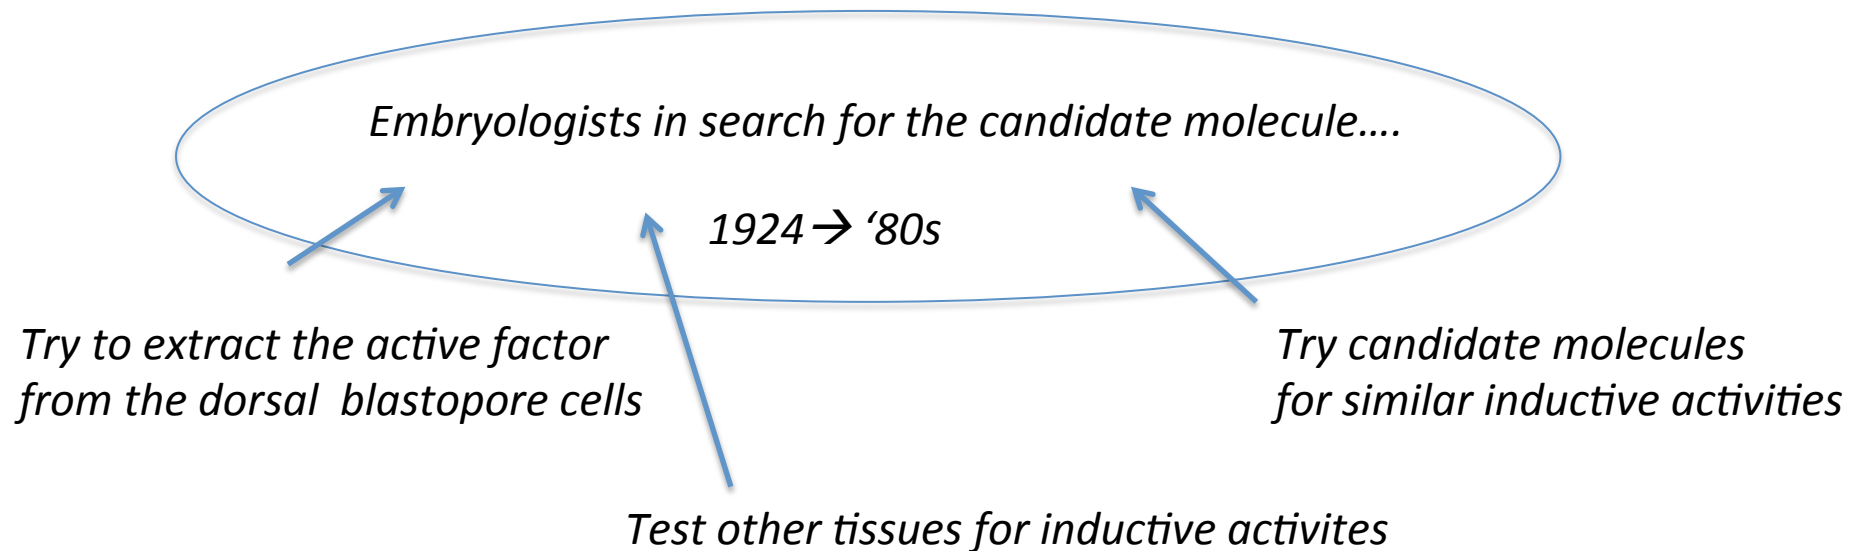 Embryologists in search for the candidate molecule….
1924→ ‘80s
Try to extract the active factor
from the dorsal  blastopore cells
Try candidate molecules
for similar inductive activities
Test other tissues for inductive activites